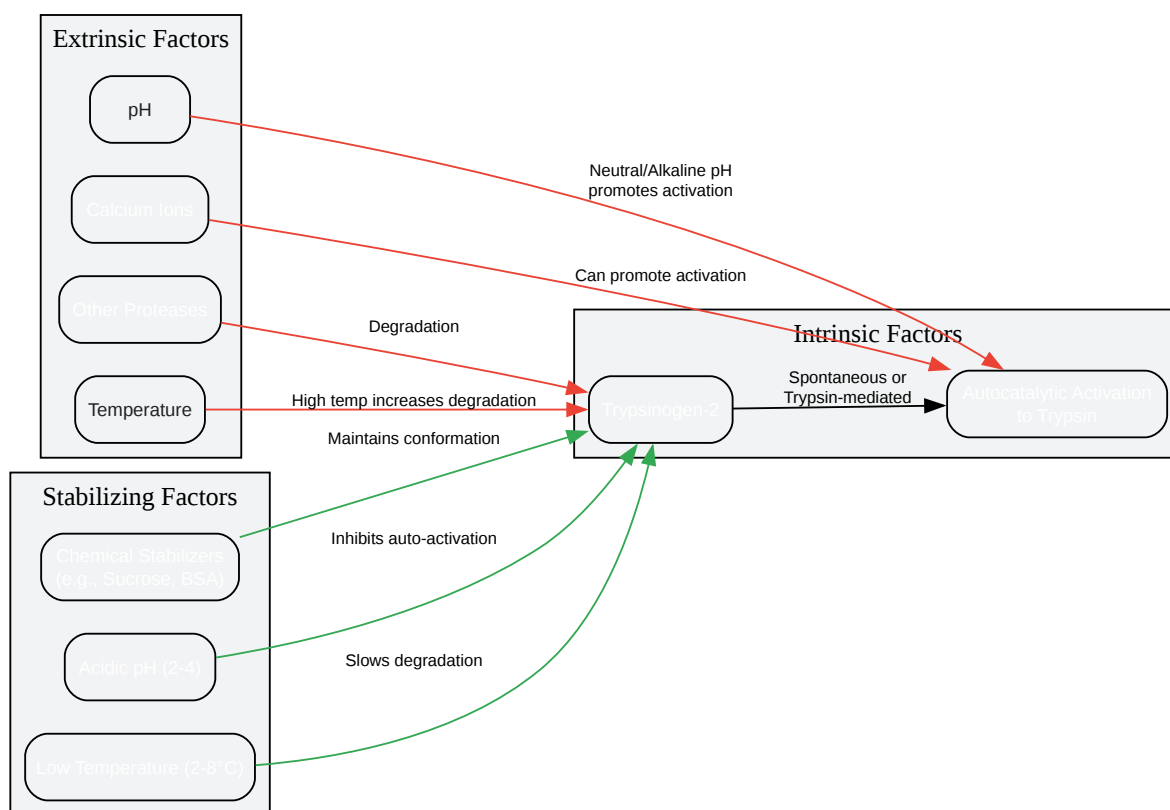 Extrinsic Factors
pH
Calcium Ions
Other Proteases
Temperature
Neutral/Alkaline pH
promotes activation
Can promote activation
Degradation
High temp increases degradation
Maintains conformation
Intrinsic Factors
Trypsinogen-2
Spontaneous or
Trypsin-mediated
Autocatalytic Activation
to Trypsin
Stabilizing Factors
Chemical Stabilizers
(e.g., Sucrose, BSA)
Acidic pH (2-4)
Low Temperature (2-8°C)
Inhibits auto-activation
Slows degradation